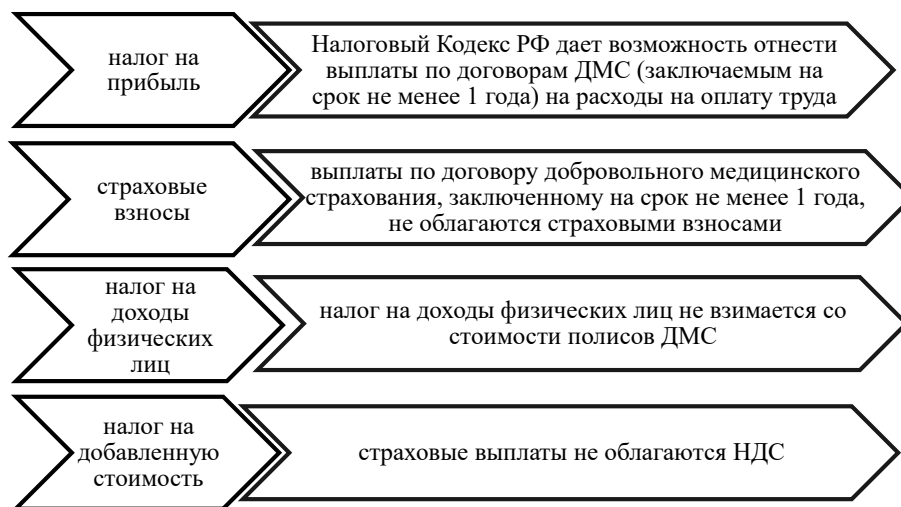 налог на
прибыль
Налоговый Кодекс РФ дает возможность отнести
выплаты по договорам ДМС (заключаемым на
срок не менее 1 года) на расходы на оплату труда
страховые
взносы
выплаты по договору добровольного медицинского
страхования, заключенному на срок не менее 1 года,
не облагаются страховыми взносами
налог на
доходы
физических
лиц
налог на доходы физических лиц не взимается со
стоимости полисов ДМС
налог на
добавленную
стоимость
страховые выплаты не облагаются НДС